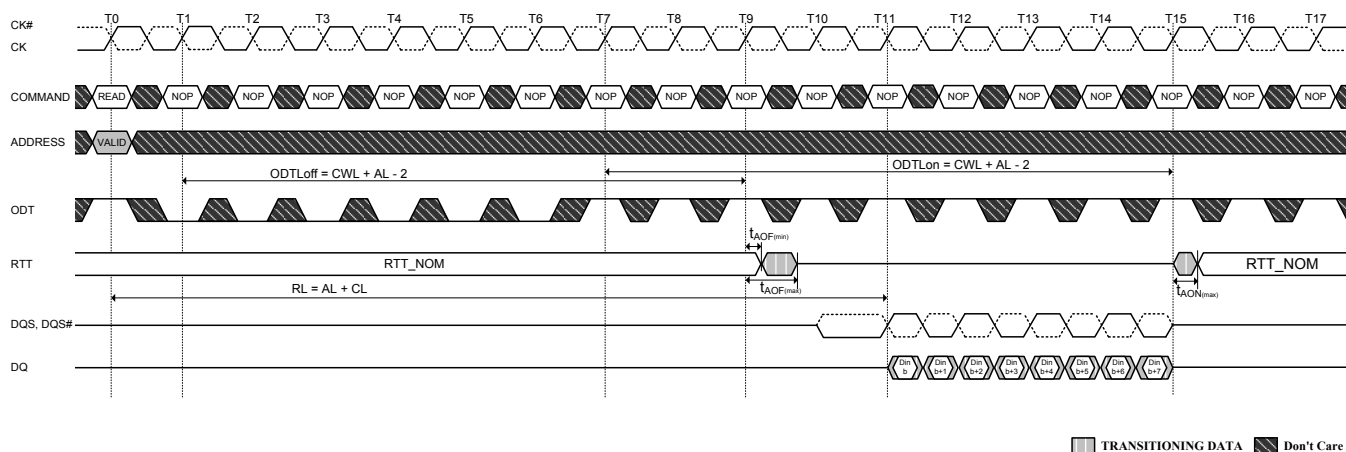 CK#
CK
T0 T1 T2 T3 T4 T5 T6 T7 T8 T9 T10 T11 T12 T13 T14 T15 T16 T17
COMMAND READ NOP NOP NOP NOP NOP NOP NOP NOP NOP NOP NOP NOP NOP NOP NOP NOP NOP
ADDRESS VALID
ODTLoff = CWL + AL - 2
ODTLon = CWL + AL - 2
ODT
tAOF(min)
RTT RTT_NOM RTT_NOM
tAOF(max)
tAON(max)
RL = AL + CL
DQS, DQS#
DQ Din b Din b+1 Din b+2 Din b+3 Din b+4 Din b+5 Din b+6 Din b+7
TRANSITIONING DATA Don't Care